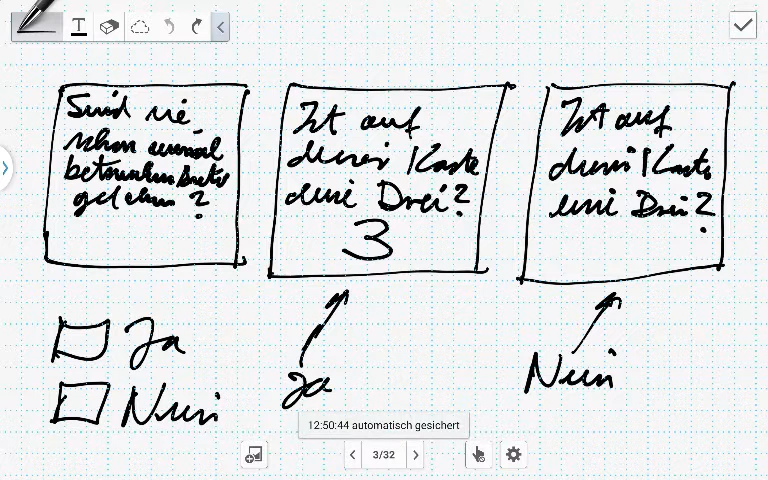 T
Sind sie
schon einmal
betrunken Auto
gefahren?
Ist auf
dieser Karte
eine Drei?
3
Ist auf
dieser Karte
eine Drei?
Ja
Nein
Ja
Nein
12:50:44 automatisch gesichert
3/32